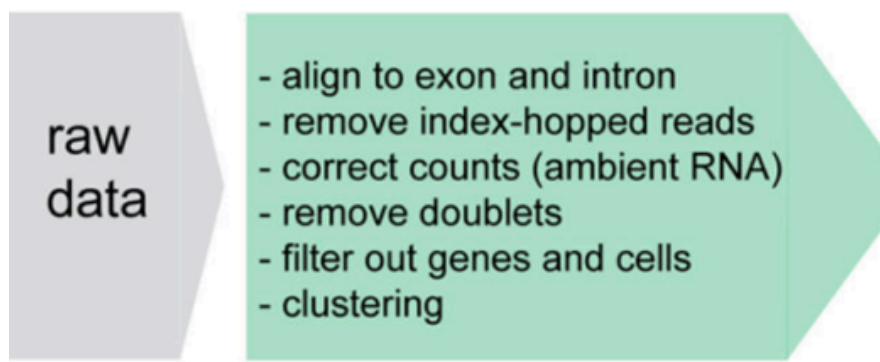 raw
data
- align to exon and intron
- remove index-hopped reads
- correct counts (ambient RNA)
- remove doublets
- filter out genes and cells
- clustering